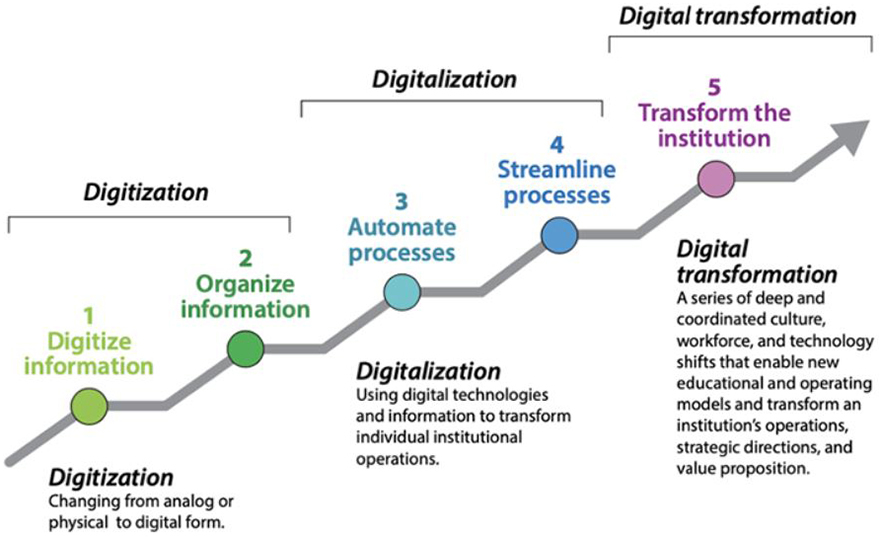 Digital transformation
Digitalization
5
Transform the
institution
4
Streamline
processes
Digitization
3
Automate
processes
2
Organize
information
1
Digitize
information
Digital
transformation
A series of deep and
coordinated culture,
workforce, and technology
shifts that enable new
educational and operating
models and transform an
institution's operations,
strategic directions, and
value proposition.
Digitalization
Using digital technologies
and information to transform
individual institutional
operations.
Digitization
Changing from analog or
physical to digital form.